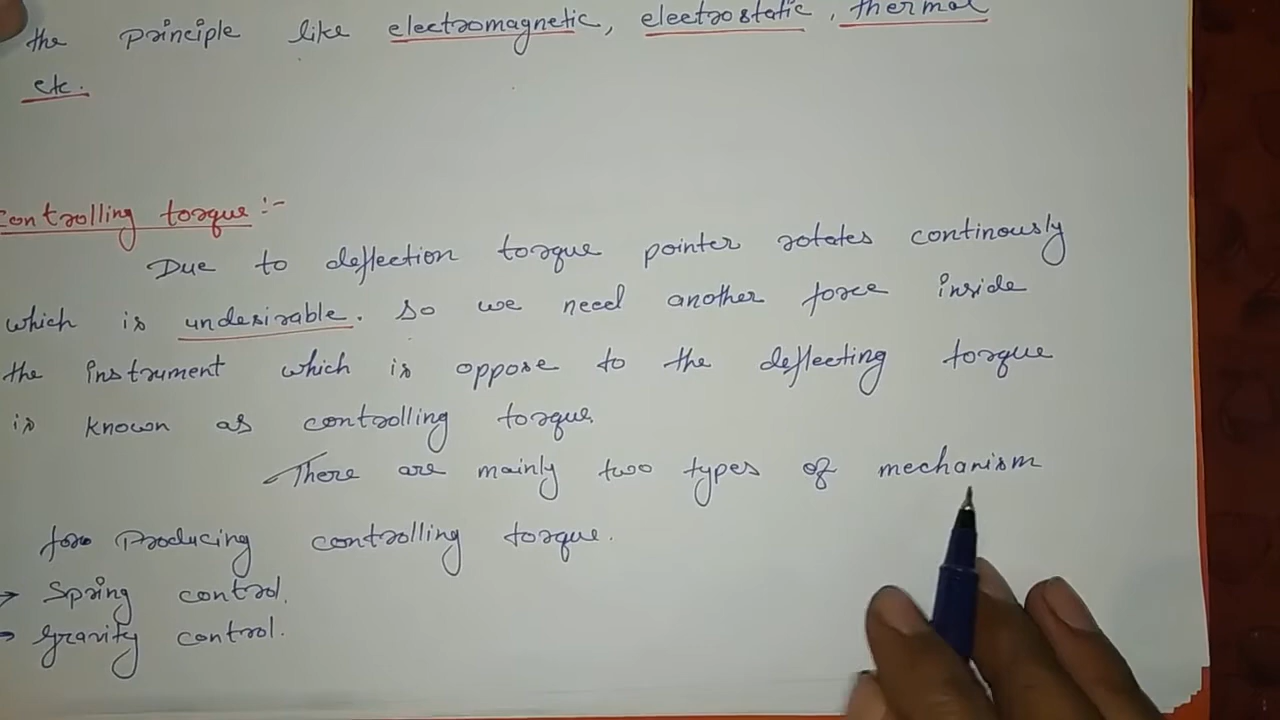 the principle like electromagnetic, electrostatic, thermal
etc.
controlling torque :-
Due to deflection torque pointer rotates continously
which is undesirable. so we need another force inside
the instrument which is oppose to the deflecting torque
is known as controlling torque.
There are mainly two types of mechanism
for Producing controlling torque.
→ Spring control.
→ gravity control.